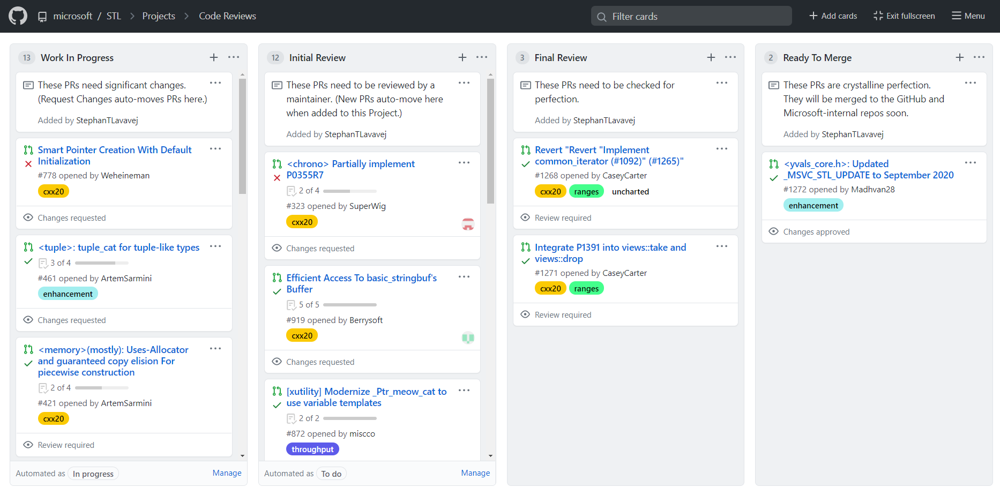 microsoft / STL > Projects > Code Reviews
Filter cards
+ Add cards
Exit fullscreen
Menu
13 Work In Progress
These PRs need significant changes.
(Request Changes auto-moves PRs here.)
Added by StephanTLavavej
Smart Pointer Creation With Default
Initialization
#778 opened by Weheineman
cxx20
Changes requested
<tuple>: tuple_cat for tuple-like types
3 of 4
#461 opened by ArtemSarmini
enhancement
Changes requested
<memory>(mostly): Uses-Allocator
and guaranteed copy elision For
piecewise construction
2 of 4
#421 opened by ArtemSarmini
cxx20
Review required
Automated as In progress
Manage
12 Initial Review
These PRs need to be reviewed by a
maintainer. (New PRs auto-move here
when added to this Project.)
Added by StephanTLavavej
<chrono> Partially implement
P0355R7
2 of 4
#323 opened by SuperWig
cxx20
Changes requested
Efficient Access To basic_stringbuf's
Buffer
5 of 5
#919 opened by Berrysoft
cxx20
Changes requested
[xutility] Modernize _Ptr_meow_cat to
use variable templates
2 of 2
#872 opened by miscco
throughput
Automated as To do
Manage
3 Final Review
These PRs need to be checked for
perfection.
Added by StephanTLavavej
Revert "Revert "Implement
common_iterator (#1092)" (#1265)"
#1268 opened by CaseyCarter
cxx20 ranges uncharted
Review required
Integrate P1391 into views::take and
views::drop
#1271 opened by CaseyCarter
cxx20 ranges
Review required
2 Ready To Merge
These PRs are crystalline perfection.
They will be merged to the GitHub and
Microsoft-internal repos soon.
Added by StephanTLavavej
<yvals_core.h>: Updated
_MSVC_STL_UPDATE to September 2020
#1272 opened by Madhvan28
enhancement
Changes approved